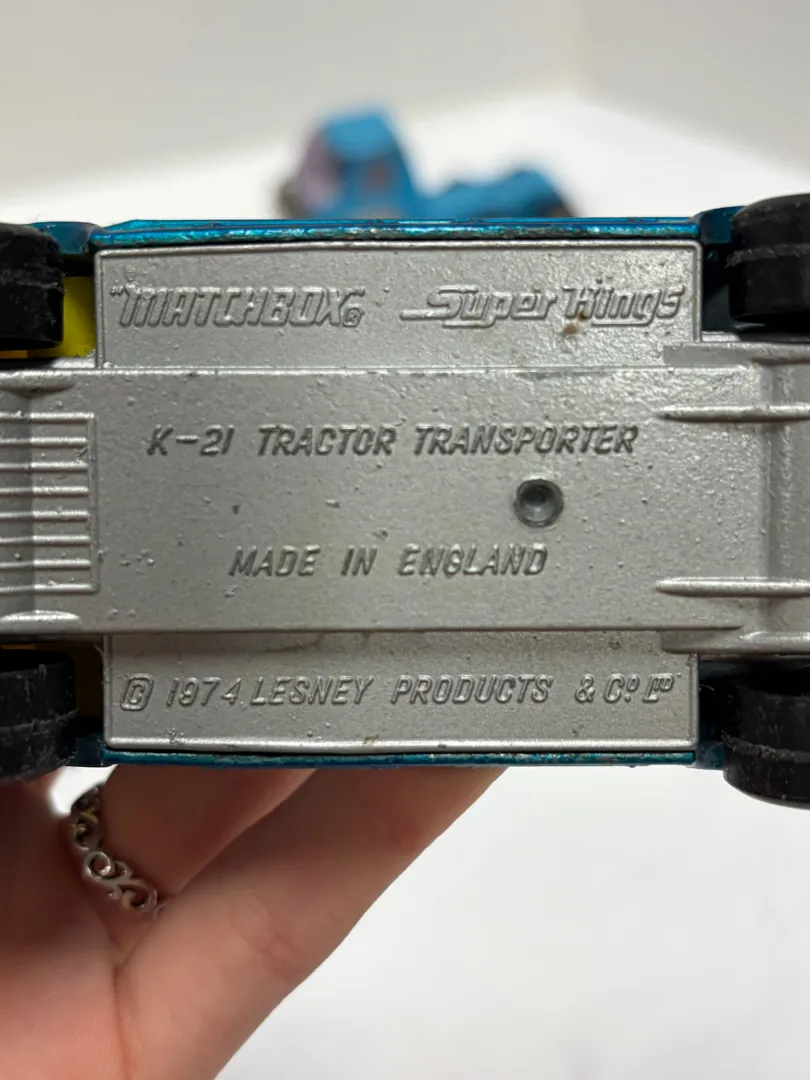 "MATCHBOX"® Super Kings
K-21 TRACTOR TRANSPORTER
MADE IN ENGLAND
© 1974 LESNEY PRODUCTS & Cº Lᵀᴰ